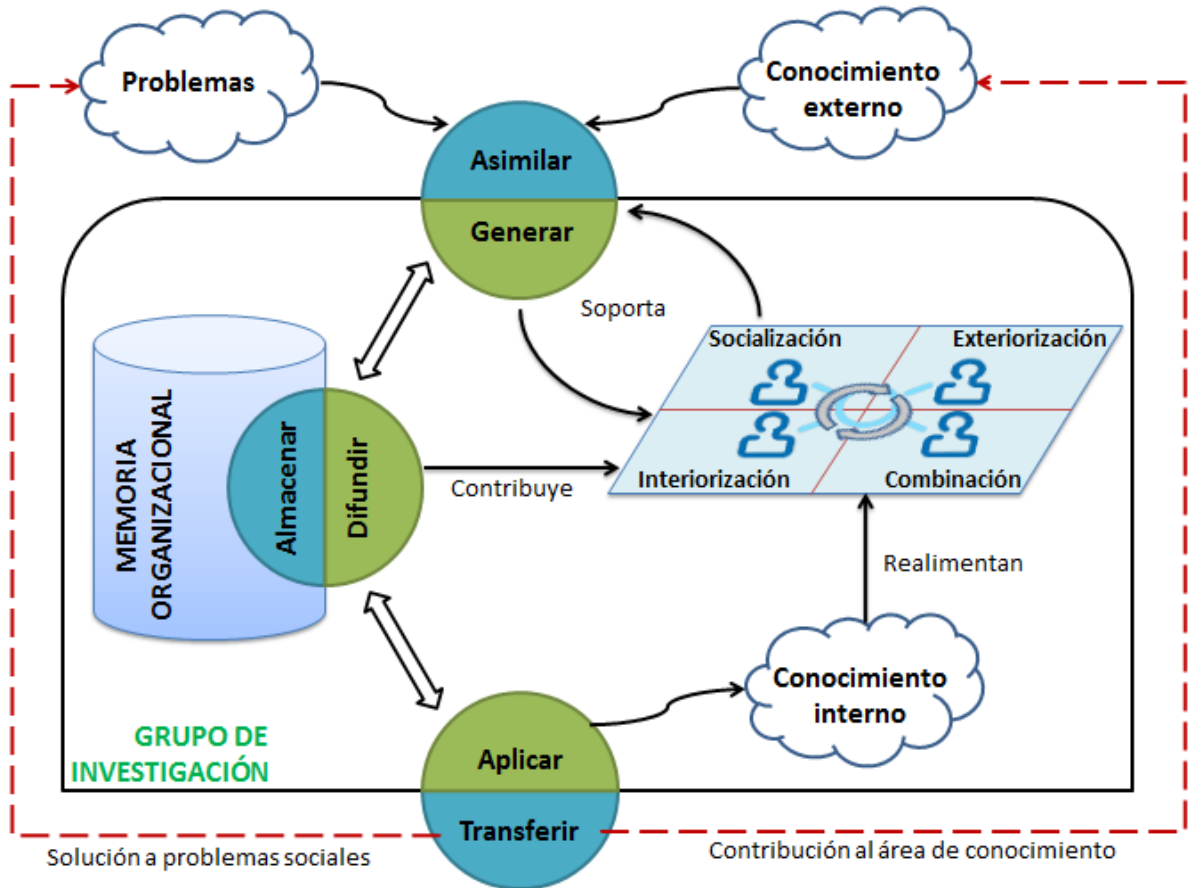 Problemas
Conocimiento
externo
Asimilar
Generar
Soporta
Socialización
Exteriorización
Interiorización
Combinación
MEMORIA
ORGANIZACIONAL
Almacenar
Difundir
Contribuye
Realimentan
Conocimiento
interno
GRUPO DE
INVESTIGACIÓN
Aplicar
Transferir
Solución a problemas sociales
Contribución al área de conocimiento